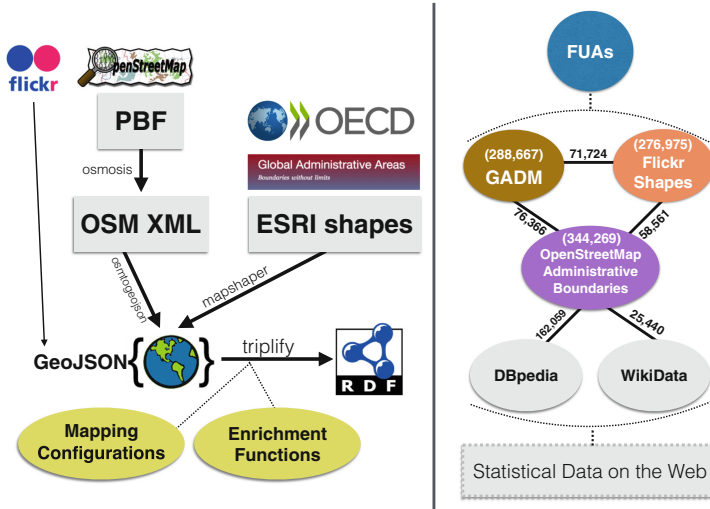 flickr
OpenStreetMap
PBF
OECD
osmosis
Global Administrative Areas
Boundaries without limits
OSM XML
ESRI shapes
osmtogeojson
mapshaper
GeoJSON{ }
triplify
RDF
Mapping
Configurations
Enrichment
Functions
FUAs
(288,667)
GADM
71,724
(276,975)
Flickr
Shapes
76,366
58,561
(344,269)
OpenStreetMap
Administrative
Boundaries
162,059
25,440
DBpedia
WikiData
Statistical Data on the Web